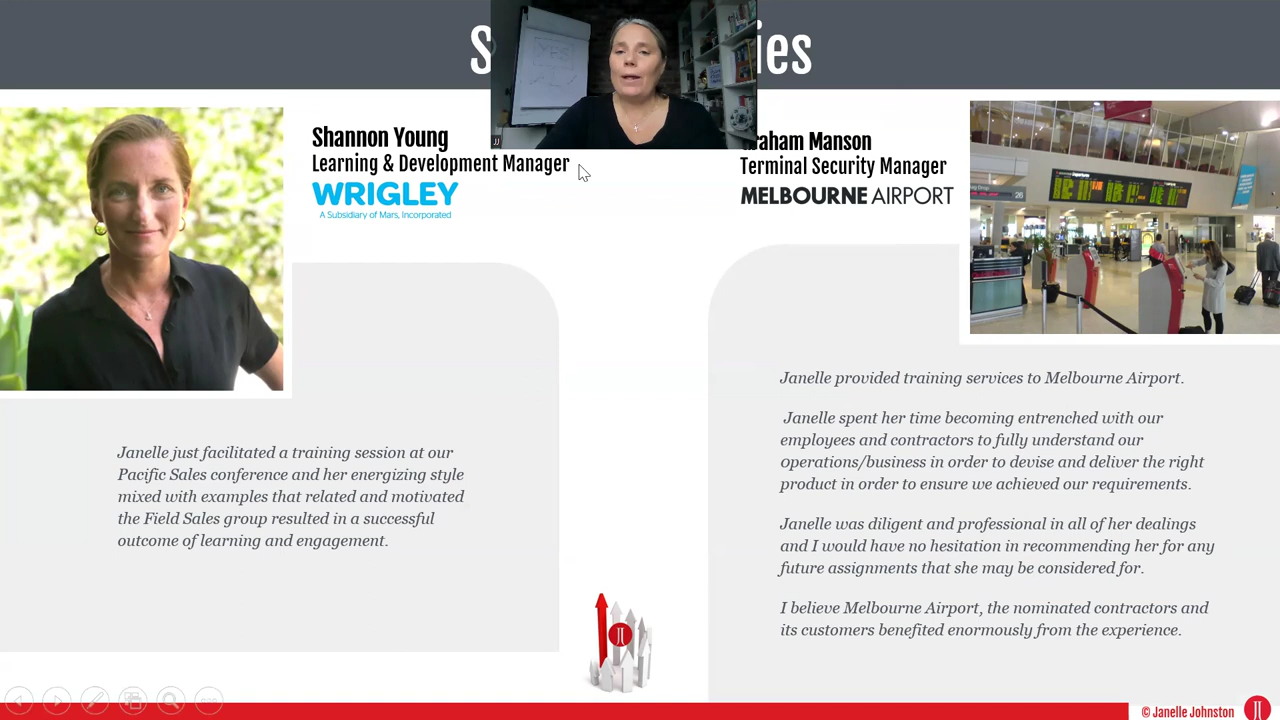 Shannon Young
Learning & Development Manager
WRIGLEY
A Subsidiary of Mars, Incorporated
Janelle just facilitated a training session at our
Pacific Sales conference and her energizing style
mixed with examples that related and motivated
the Field Sales group resulted in a successful
outcome of learning and engagement.
JJ
Manson
Terminal Security Manager
MELBOURNE AIRPORT
Janelle provided training services to Melbourne Airport.
Janelle spent her time becoming entrenched with our
employees and contractors to fully understand our
0perations/business in order to devise and deliver the right
product in order to ensure we achieved our requirements.
Janelle was diligent and professional in all of her dealings
and I would have no hesitation in recommending her for any
future assignments that she may be considered for.
I believe Melbourne Airport, the nominated contractors and
its customers benefited enormously from the experience.
© Janelle Johnston